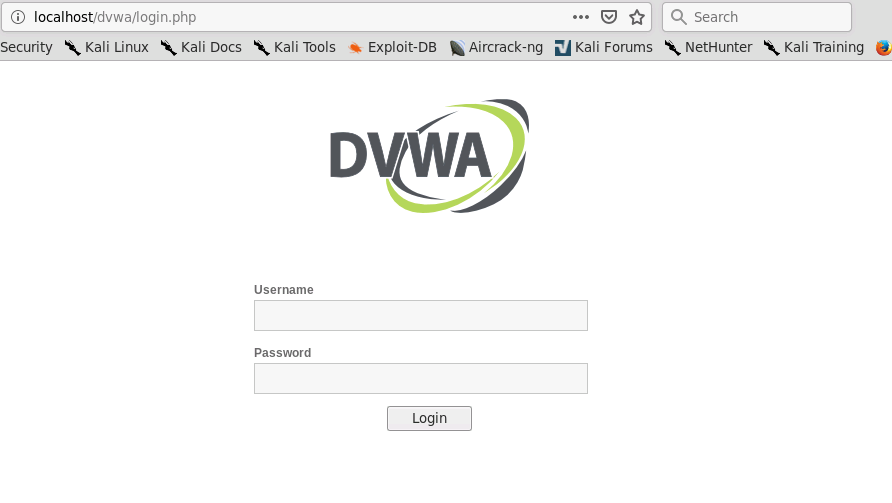 localhost/dvwa/login.php Search
Security Kali Linux Kali Docs Kali Tools Exploit-DB Aircrack-ng Kali Forums NetHunter Kali Training
DVWA
Username
Password
Login